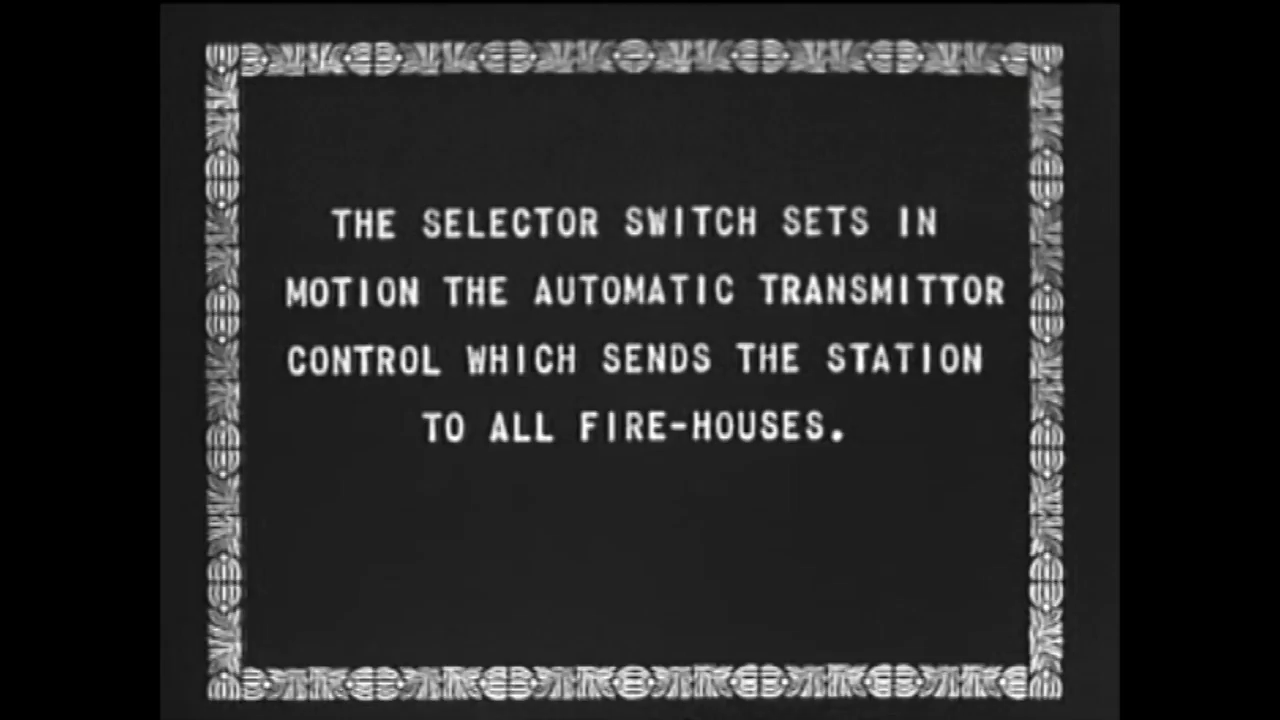 THE SELECTOR SWITCH SETS IN
MOTION THE AUTOMATIC TRANSMITTOR
CONTROL WHICH SENDS THE STATION
TO ALL FIRE-HOUSES.